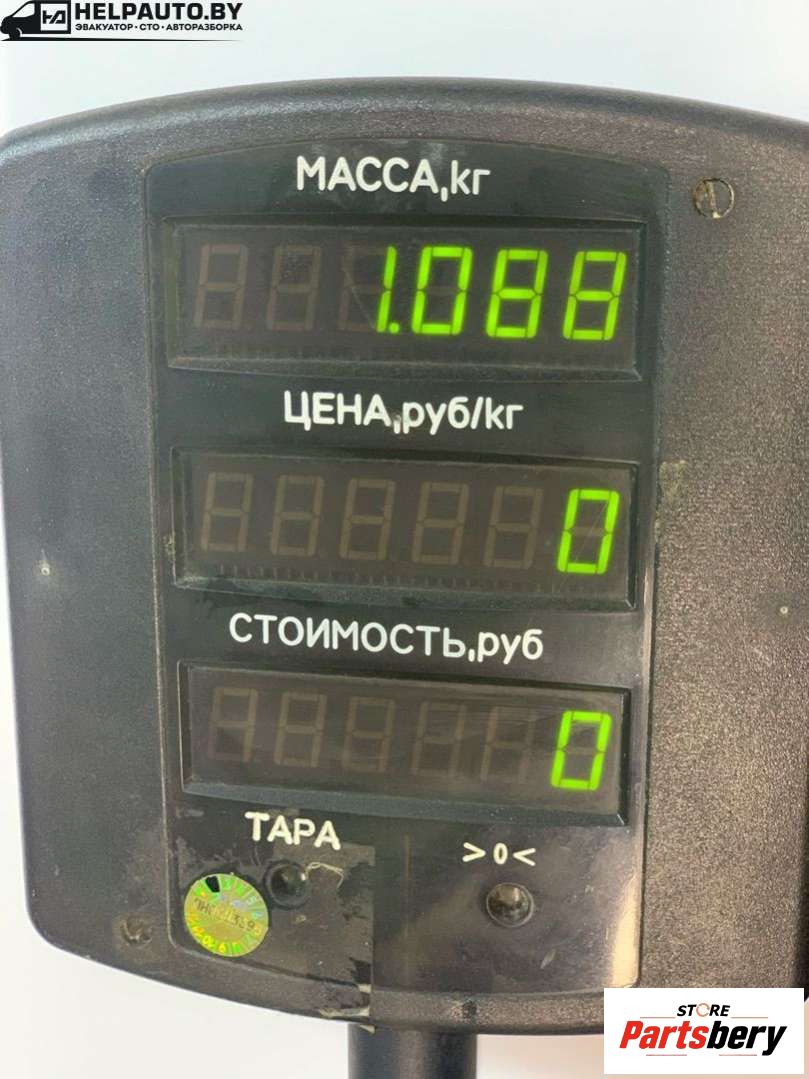 HELPAUTO.BY
ЭВАКУАТОР • СТО • АВТОРАЗБОРКА
МАССА,кг
1.088
ЦЕНА,руб/кг
0
СТОИМОСТЬ,руб
0
ТАРА
>0<
STORE
Partsbery